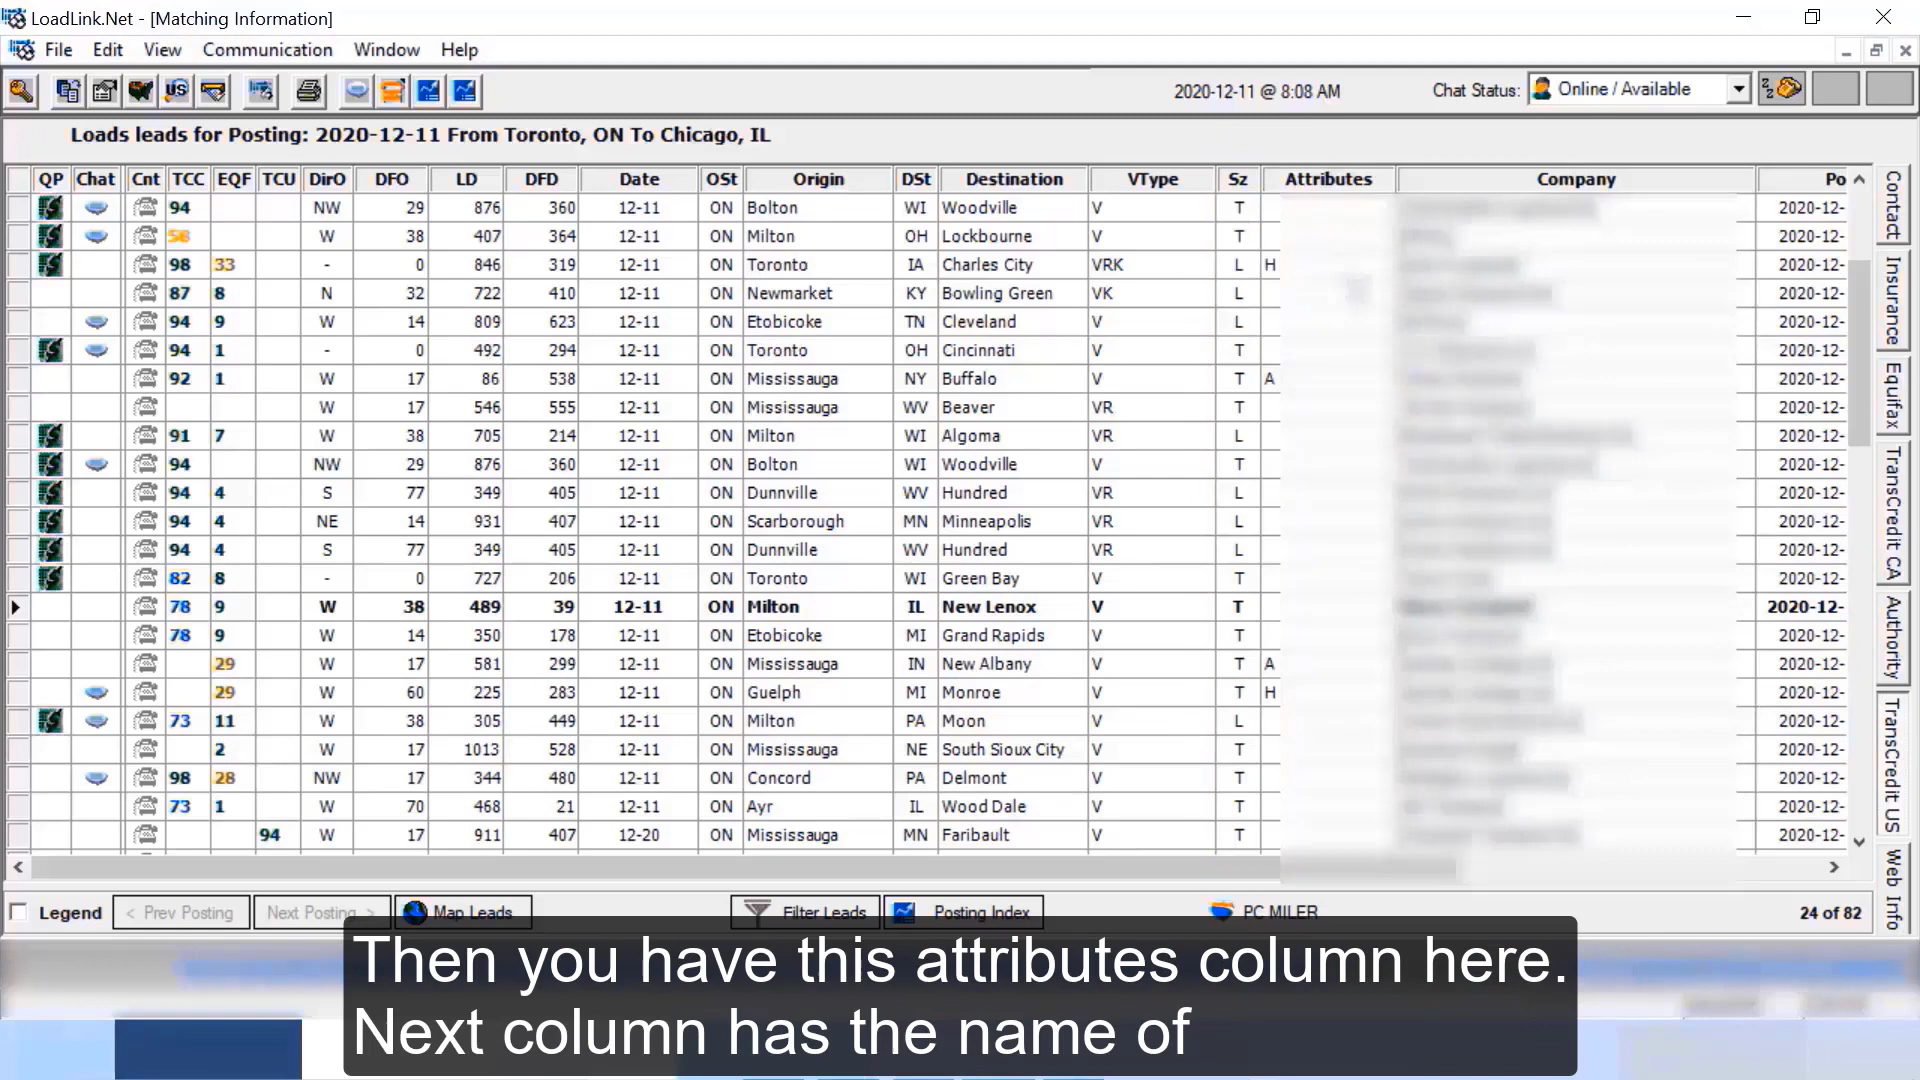 LoadLink.Net - [Matching Information]
File Edit View Communication Window Help
2020-12-11 @ 8:08 AM Chat Status: Online / Available
Loads leads for Posting: 2020-12-11 From Toronto, ON To Chicago, IL
QP Chat Cnt TCC EQF TCU DirO DFO LD DFD Date OSt Origin DSt Destination VType Sz Attributes Company Po
94 NW 29 876 360 12-11 ON Bolton WI Woodville V T 2020-12-
58 W 38 407 364 12-11 ON Milton OH Lockbourne V T 2020-12-
98 33 - 0 846 319 12-11 ON Toronto IA Charles City VRK L H 2020-12-
87 8 N 32 722 410 12-11 ON Newmarket KY Bowling Green VK L 2020-12-
94 9 W 14 809 623 12-11 ON Etobicoke TN Cleveland V L 2020-12-
94 1 - 0 492 294 12-11 ON Toronto OH Cincinnati V T 2020-12-
92 1 W 17 86 538 12-11 ON Mississauga NY Buffalo V T A 2020-12-
W 17 546 555 12-11 ON Mississauga WV Beaver VR T 2020-12-
91 7 W 38 705 214 12-11 ON Milton WI Algoma VR L 2020-12-
94 NW 29 876 360 12-11 ON Bolton WI Woodville V T 2020-12-
94 4 S 77 349 405 12-11 ON Dunnville WV Hundred VR L 2020-12-
94 4 NE 14 931 407 12-11 ON Scarborough MN Minneapolis VR L 2020-12-
94 4 S 77 349 405 12-11 ON Dunnville WV Hundred VR L 2020-12-
82 8 - 0 727 206 12-11 ON Toronto WI Green Bay V T 2020-12-
78 9 W 38 489 39 12-11 ON Milton IL New Lenox V T 2020-12-
78 9 W 14 350 178 12-11 ON Etobicoke MI Grand Rapids V T 2020-12-
29 W 17 581 299 12-11 ON Mississauga IN New Albany V T A 2020-12-
29 W 60 225 283 12-11 ON Guelph MI Monroe V T H 2020-12-
73 11 W 38 305 449 12-11 ON Milton PA Moon V L 2020-12-
2 W 17 1013 528 12-11 ON Mississauga NE South Sioux City V T 2020-12-
98 28 NW 17 344 480 12-11 ON Concord PA Delmont V T 2020-12-
73 1 W 70 468 21 12-11 ON Ayr IL Wood Dale V T 2020-12-
94 W 17 911 407 12-20 ON Mississauga MN Faribault V T 2020-12-
Contact
Insurance
Equifax
TransCredit CA
Authority
TransCredit US
Web Info
Legend < Prev Posting Next Posting > Map Leads Filter Leads Posting Index PC MILER 24 of 82
Then you have this attributes column here.
Next column has the name of